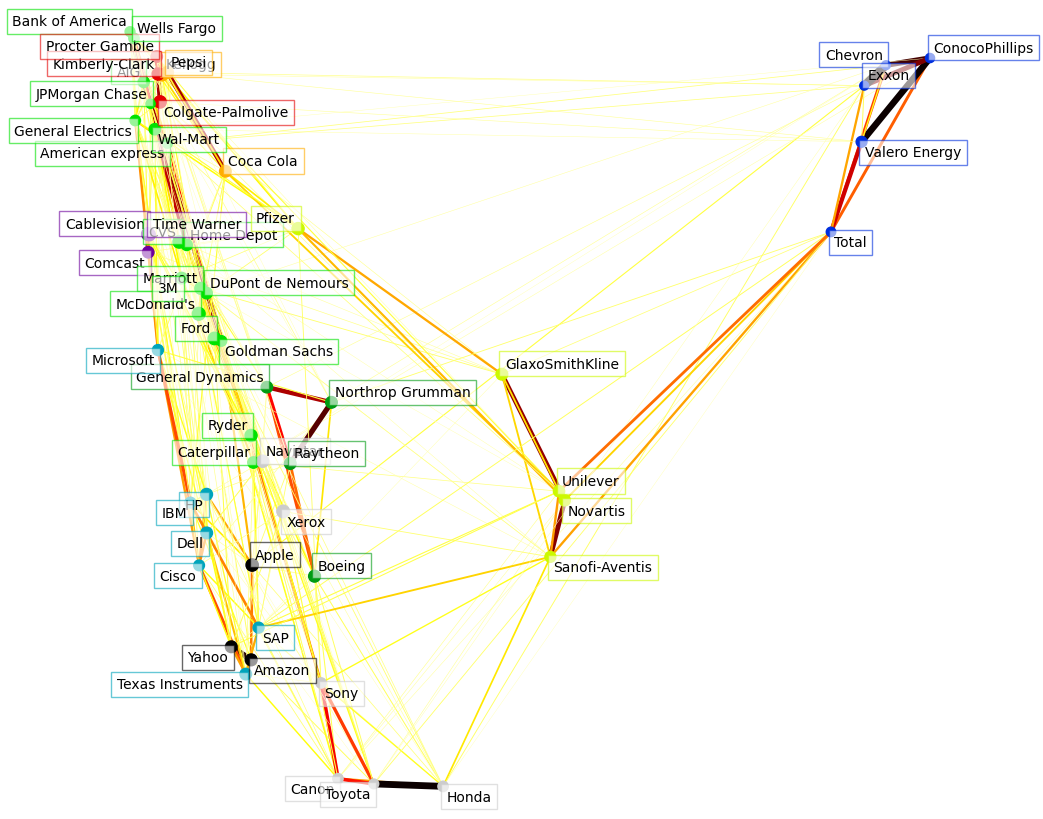 Bank of America
Wells Fargo
Procter Gamble
Kimberly-Clark
Pepsi
Kellogg
AIG
JPMorgan Chase
Colgate-Palmolive
General Electrics
Wal-Mart
American express
Coca Cola
Chevron
ConocoPhillips
Exxon
Valero Energy
Total
Pfizer
Cablevision
Time Warner
CVS
Home Depot
Comcast
Marriott
3M
DuPont de Nemours
McDonald's
Ford
Goldman Sachs
Microsoft
General Dynamics
Northrop Grumman
GlaxoSmithKline
Ryder
Caterpillar
Raytheon
Unilever
Novartis
HP
IBM
Xerox
Dell
Apple
Cisco
Boeing
Sanofi-Aventis
SAP
Yahoo
Amazon
Texas Instruments
Sony
Canon
Toyota
Honda